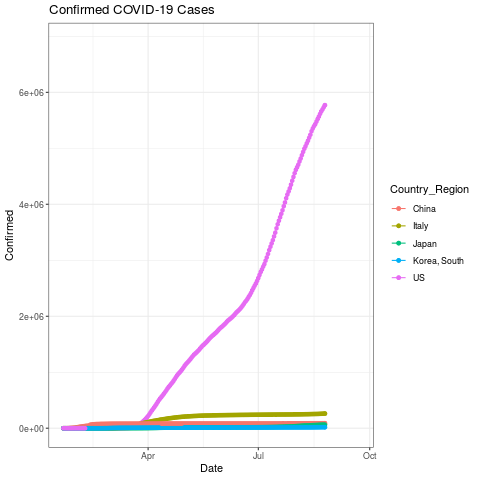 Confirmed COVID-19 Cases
6e+06
4e+06
2e+06
0e+00
Confirmed
Apr
Jul
Oct
Date
Country_Region
China
Italy
Japan
Korea, South
US